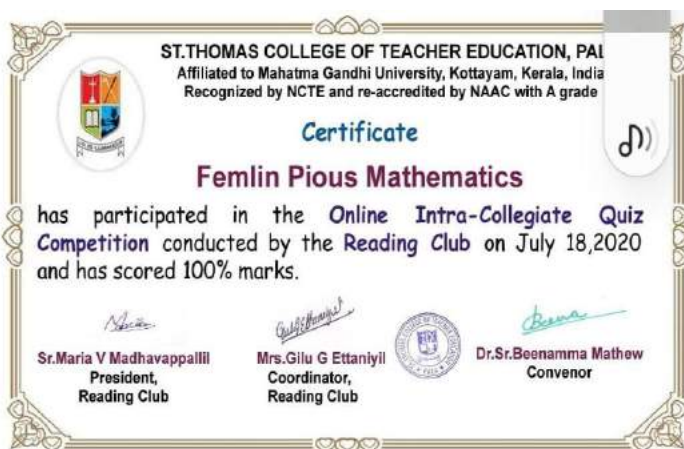 ST.THOMAS COLLEGE OF TEACHER EDUCATION, PAL
Affiliated to Mahatma Gandhi University, Kottayam, Kerala, India
Recognized by NCTE and re-accredited by NAAC with A grade
Certificate
Femlin Pious Mathematics
has participated in the Online Intra-Collegiate Quiz
Competition conducted by the Reading Club on July 18,2020
and has scored 100% marks.
Sr.Maria V Madhavappallil
President,
Reading Club
Mrs.Gilu G Ettaniyil
Coordinator,
Reading Club
Beena
Dr.Sr.Beenamma Mathew
Convenor